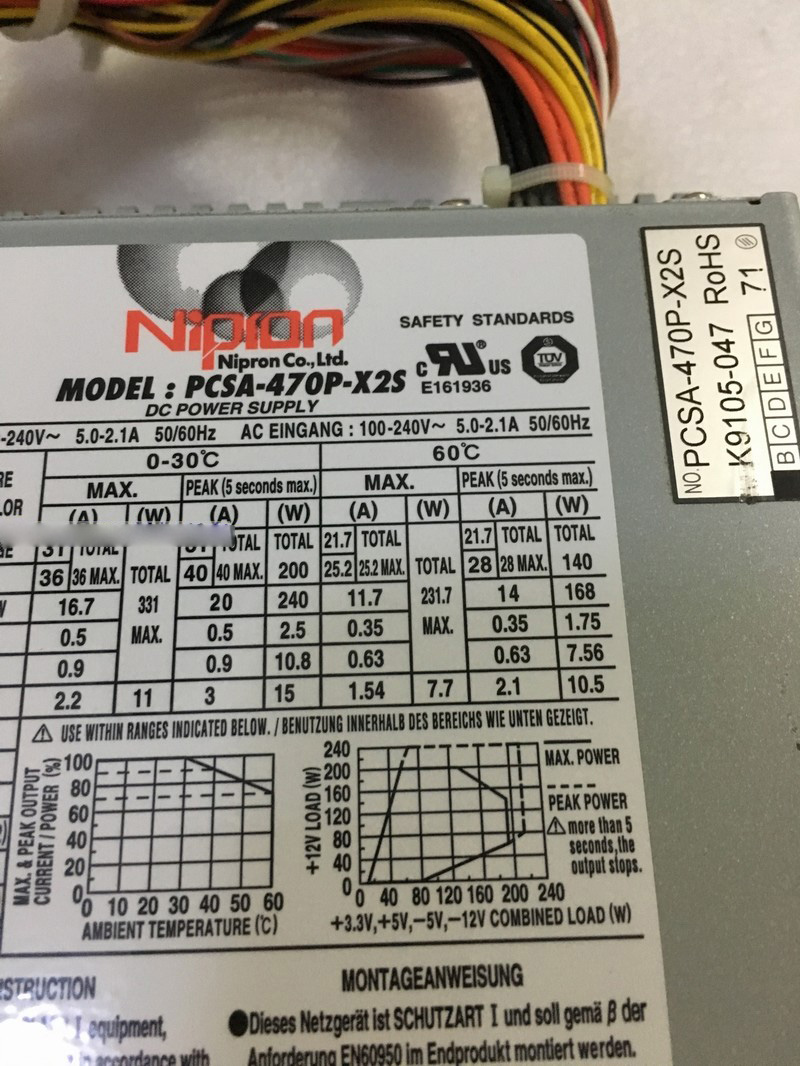 Nipron
Nipron Co.,Ltd.
SAFETY STANDARDS
C UR ® US
TÜV
E161936
MODEL : PCSA-470P-X2S
DC POWER SUPPLY
-240V~ 5.0-2.1A 50/60Hz AC EINGANG : 100-240V~ 5.0-2.1A 50/60Hz
0-30℃ 60℃
MAX. PEAK (5 seconds max.) MAX. PEAK (5 seconds max.)
(A) (W) (A) (W) (A) (W) (A) (W)
31 TOTAL TOTAL TOTAL 21.7 TOTAL 21.7 TOTAL TOTAL
36 36 MAX. TOTAL 40 40 MAX. 200 25.2 25.2 MAX. TOTAL 28 28 MAX. 140
16.7 331 20 240 11.7 231.7 14 168
0.5 MAX. 0.5 2.5 0.35 MAX. 0.35 1.75
0.9 0.9 10.8 0.63 0.63 7.56
2.2 11 3 15 1.54 7.7 2.1 10.5
⚠ USE WITHIN RANGES INDICATED BELOW. / BENUTZUNG INNERHALB DES BEREICHS WIE UNTEN GEZEIGT.
MAX. & PEAK OUTPUT
CURRENT / POWER (%)
100
80
60
40
20
0
0 10 20 30 40 50 60
AMBIENT TEMPERATURE (℃)
+12V LOAD (W)
240
200
160
120
80
40
0
0 40 80 120 160 200 240
+3.3V,+5V,-5V,-12V COMBINED LOAD (W)
MAX. POWER
PEAK POWER
⚠ more than 5
seconds,the
output stops.
STRUCTION
equipment,
in accordance with
MONTAGEANWEISUNG
●Dieses Netzgerät ist SCHUTZART I und soll gemä β der
Anforderung EN60950 im Endprodukt montiert werden.
NO. PCSA-470P-X2S
K9105-047 RoHS
B C D E F G 71